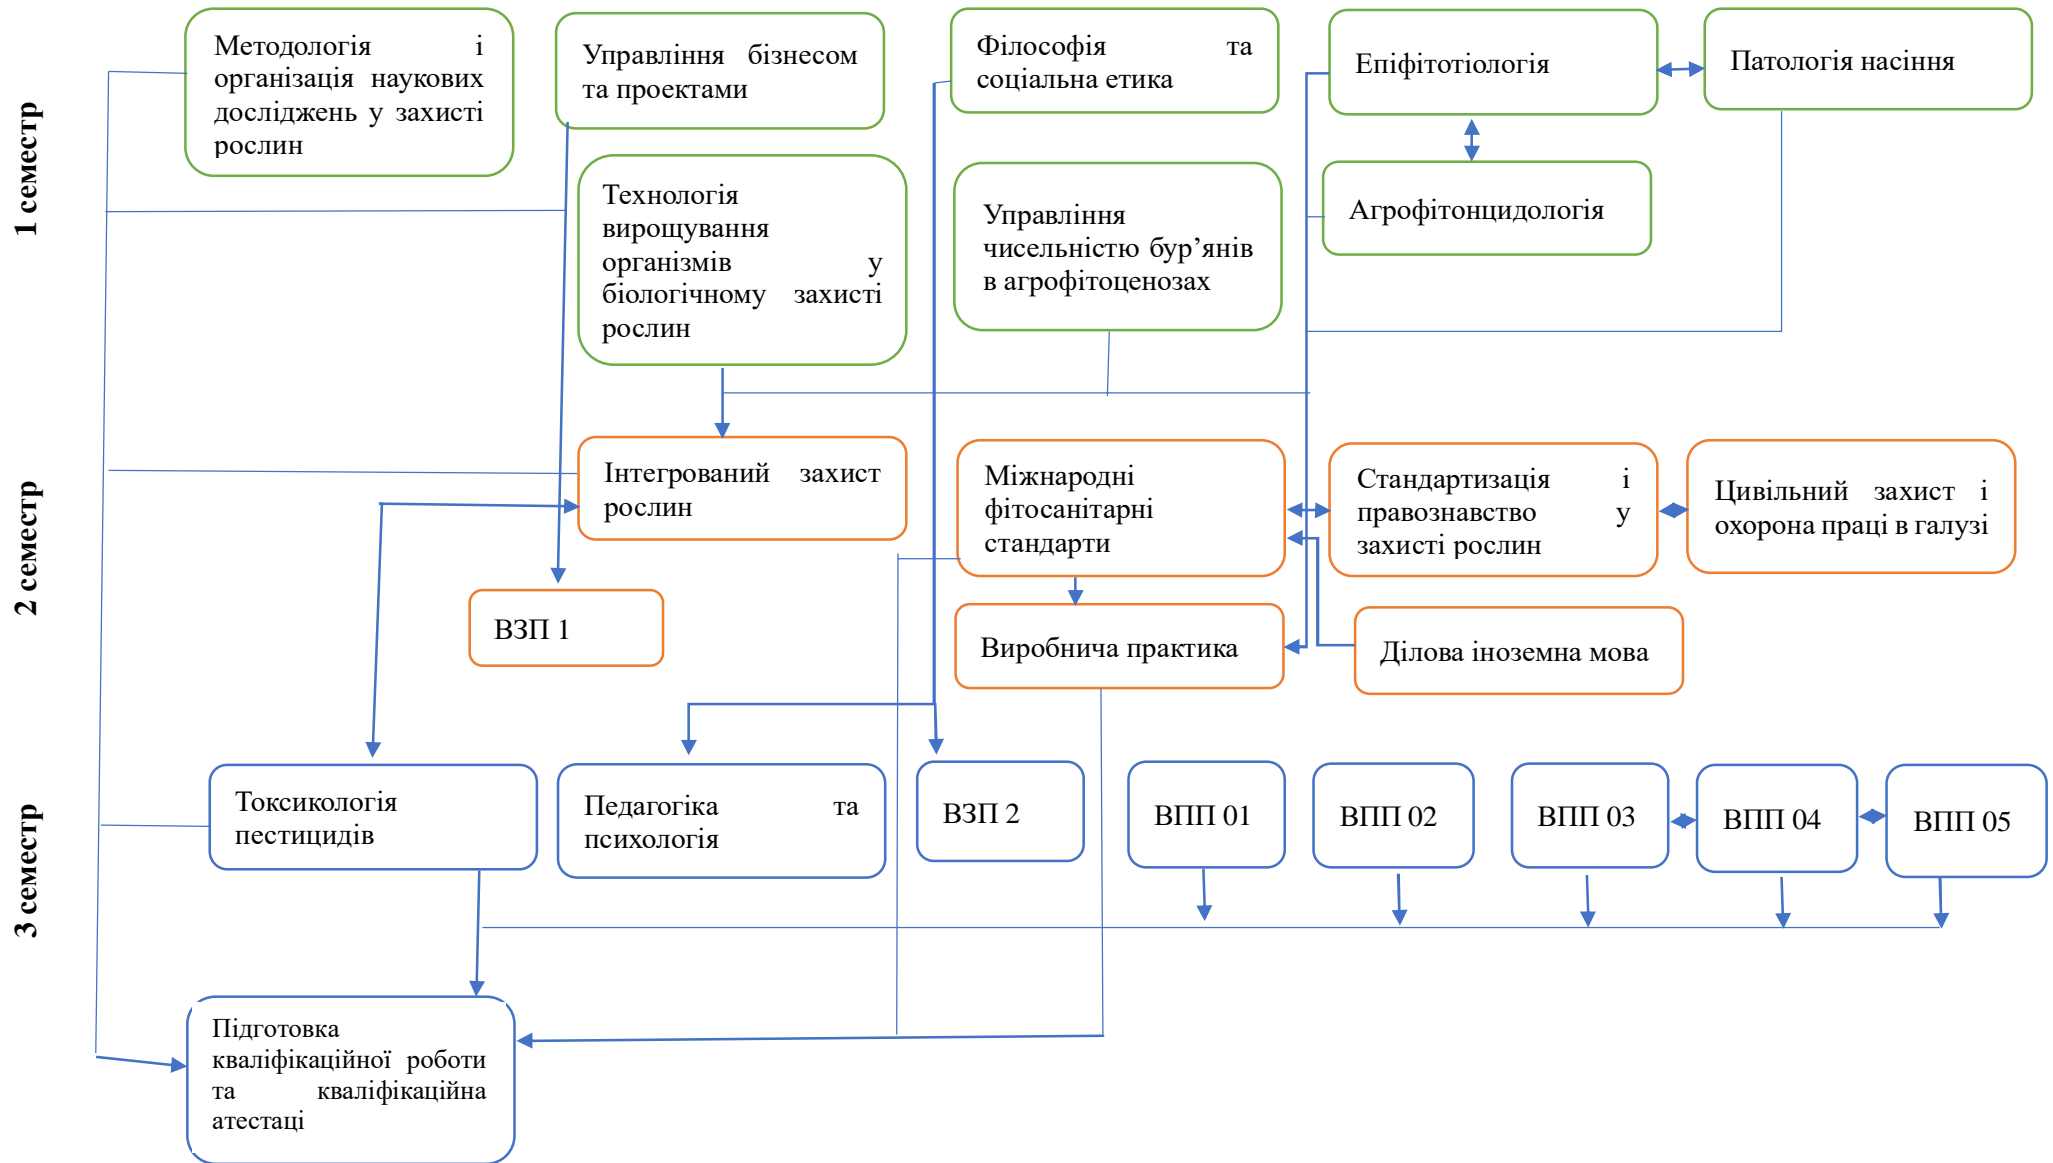 1 семестр
Методологія і
організація наукових
досліджень у захисті
рослин
Управління бізнесом
та проектами
Філософія та
соціальна етика
Епіфітотіологія
Патологія насіння
Технологія
вирощування
організмів у
біологічному захисті
рослин
Управління
чисельністю бур’янів
в агрофітоценозах
Агрофітонцидологія
2 семестр
Інтегрований захист
рослин
Міжнародні
фітосанітарні
стандарти
Стандартизація і
правознавство у
захисті рослин
Цивільний захист і
охорона праці в галузі
ВЗП 1
Виробнича практика
Ділова іноземна мова
3 семестр
Токсикологія
пестицидів
Педагогіка та
психологія
ВЗП 2
ВПП 01
ВПП 02
ВПП 03
ВПП 04
ВПП 05
Підготовка
кваліфікаційної роботи
та кваліфікаційна
атестаці